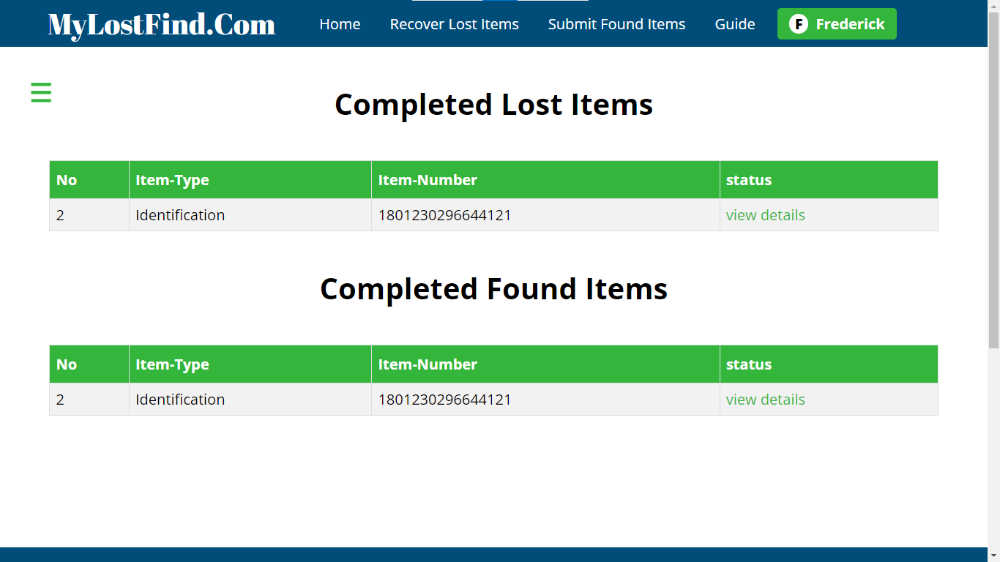 MyLostFind.Com Home Recover Lost Items Submit Found Items Guide F Frederick
Completed Lost Items
No Item-Type Item-Number status
2 Identification 1801230296644121 view details
Completed Found Items
No Item-Type Item-Number status
2 Identification 1801230296644121 view details